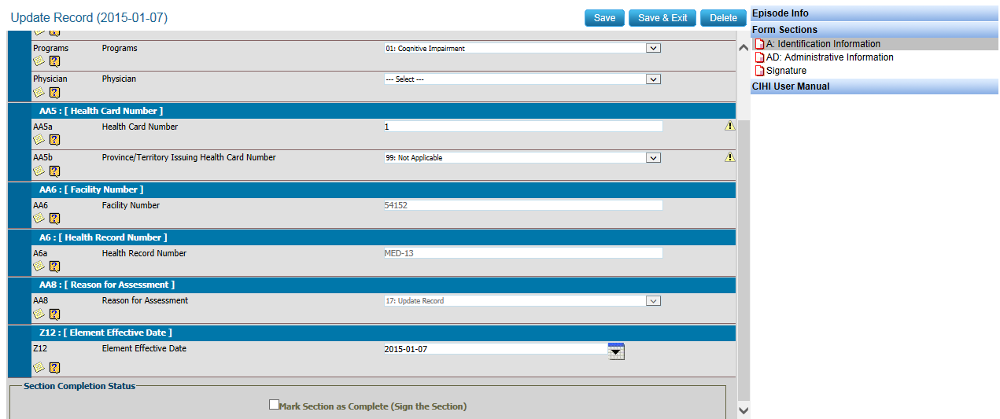 Update Record (2015-01-07)
Save
Save & Exit
Delete
Programs
Programs
01: Cognitive Impairment
Physician
Physician
--- Select ---
AA5 : [ Health Card Number ]
AA5a
Health Card Number
1
AA5b
Province/Territory Issuing Health Card Number
99: Not Applicable
AA6 : [ Facility Number ]
AA6
Facility Number
54152
A6 : [ Health Record Number ]
A6a
Health Record Number
MED-13
AA8 : [ Reason for Assessment ]
AA8
Reason for Assessment
17: Update Record
Z12 : [ Element Effective Date ]
Z12
Element Effective Date
2015-01-07
Section Completion Status
Mark Section as Complete (Sign the Section)
Episode Info
Form Sections
A: Identification Information
AD: Administrative Information
Signature
CIHI User Manual